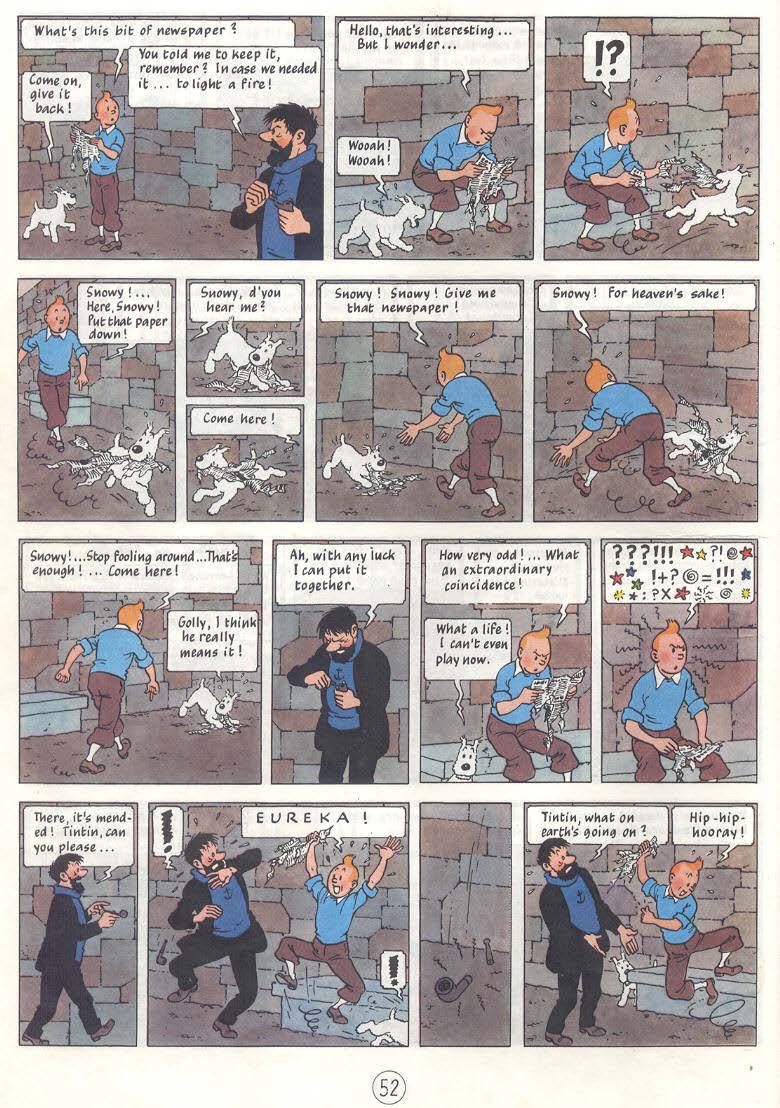 What's this bit of newspaper?
You told me to keep it,
remember? In case we needed
it ... to light a fire!
Come on,
give it
back!
Hello, that's interesting ...
But I wonder...
Wooah!
Wooah!
!?
Snowy!...
Here, Snowy!
Put that paper
down!
Snowy, d'you
hear me?
Come here!
Snowy! Snowy! Give me
that newspaper!
Snowy! For heaven's sake!
Snowy!...Stop fooling around...That's
enough! ... Come here!
Golly, I think
he really
means it!
Ah, with any luck
I can put it
together.
How very odd!... What
an extraordinary
coincidence!
What a life!
I can't even
play now.
???!!! ?!
!+? = !!!
: ?X
There, it's mend-
ed! Tintin, can
you please ...
!
EUREKA!
!
Tintin, what on
earth's going on?
Hip-hip-
hooray!
52